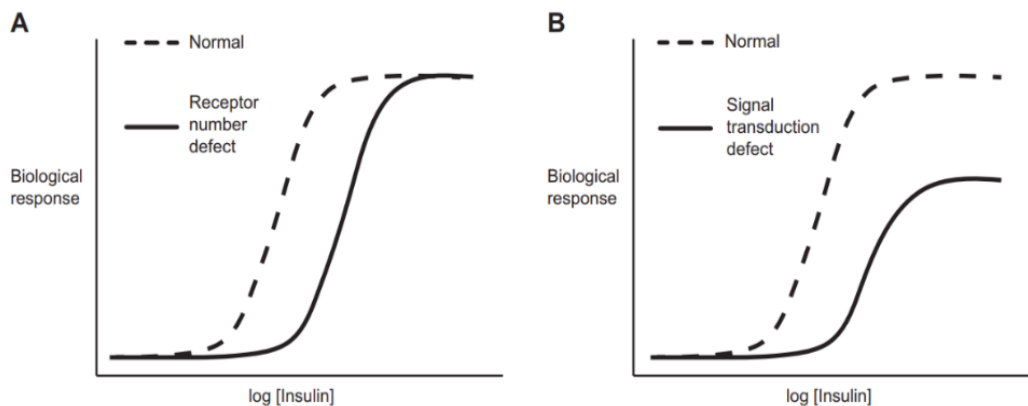 A
Normal
Receptor
number
defect
Biological
response
log [Insulin]
B
Normal
Signal
transduction
defect
Biological
response
log [Insulin]